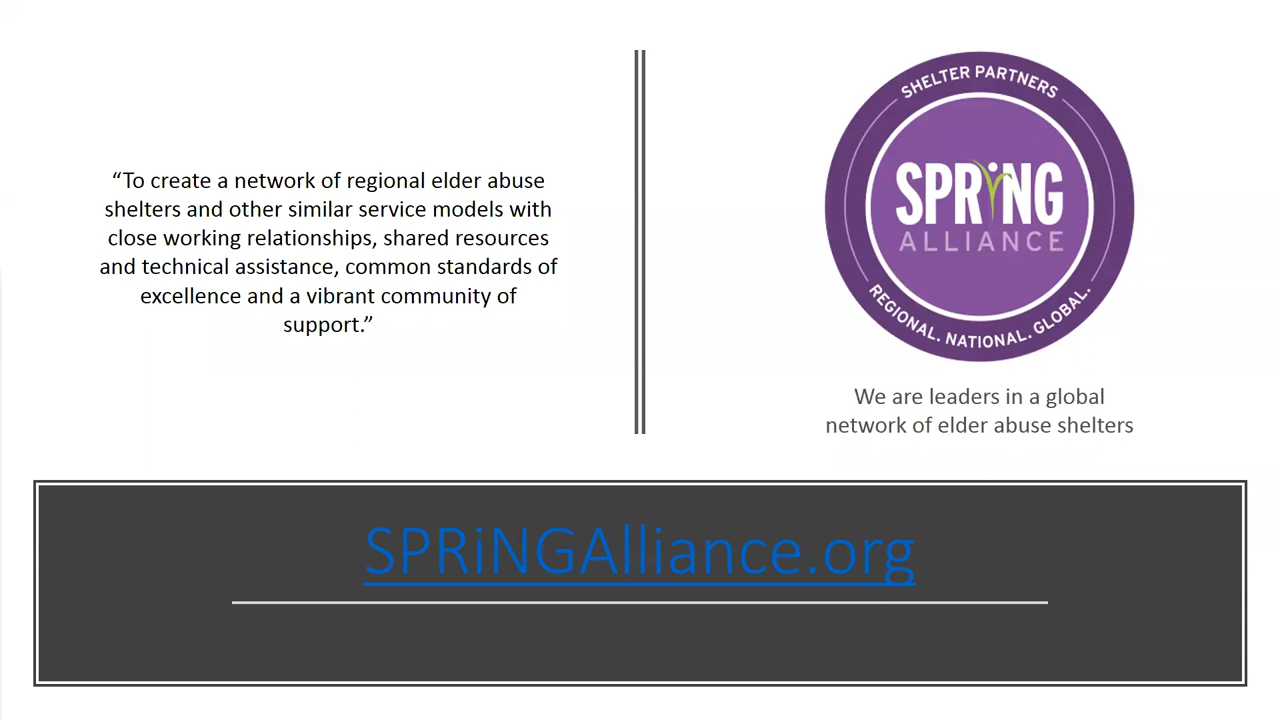 “To create a network of regional elder abuse
shelters and other similar service models with
close working relationships, shared resources
and technical assistance, common standards of
excellence and a vibrant community of
support.”
SHELTER PARTNERS
SPRiNG
ALLIANCE
REGIONAL. NATIONAL. GLOBAL.
We are leaders in a global
network of elder abuse shelters
SPRiNGAlliance.org